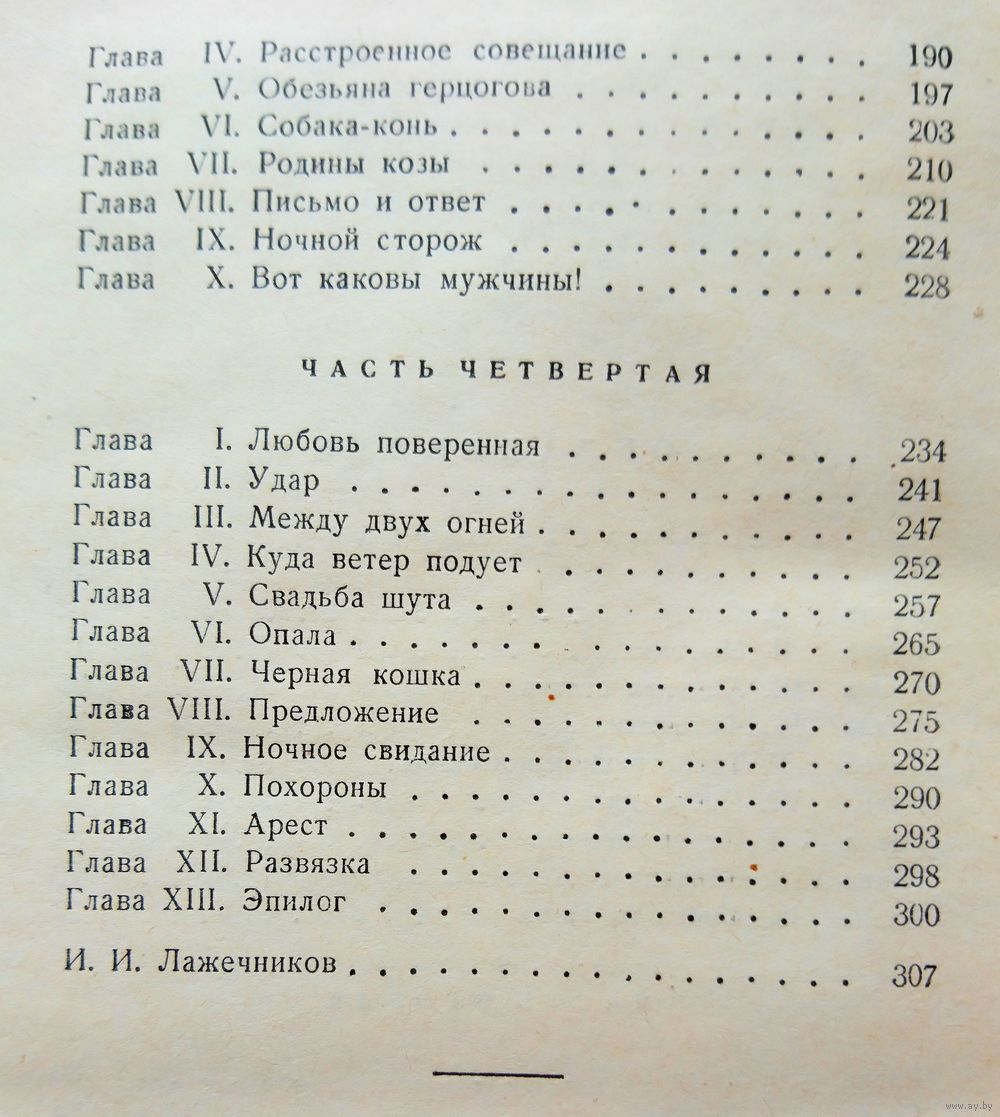 Глава IV. Расстроенное совещание . . . . . . . . 190
Глава V. Обезьяна герцогова . . . . . . . . . . 197
Глава VI. Собака-конь . . . . . . . . . . . . . . 203
Глава VII. Родины козы . . . . . . . . . . . . . 210
Глава VIII. Письмо и ответ . . . . . . . . . . . . 221
Глава IX. Ночной сторож . . . . . . . . . . . . 224
Глава X. Вот каковы мужчины! . . . . . . . . . 228
ЧАСТЬ ЧЕТВЕРТАЯ
Глава I. Любовь поверенная . . . . . . . . . . 234
Глава II. Удар . . . . . . . . . . . . . . . . . 241
Глава III. Между двух огней . . . . . . . . . . . 247
Глава IV. Куда ветер подует . . . . . . . . . . 252
Глава V. Свадьба шута . . . . . . . . . . . . . 257
Глава VI. Опала . . . . . . . . . . . . . . . . . 265
Глава VII. Черная кошка . . . . . . . . . . . . . 270
Глава VIII. Предложение . . . . . . . . . . . . . 275
Глава IX. Ночное свидание . . . . . . . . . . . . 282
Глава X. Похороны . . . . . . . . . . . . . . . 290
Глава XI. Арест . . . . . . . . . . . . . . . . . 293
Глава XII. Развязка . . . . . . . . . . . . . . . 298
Глава XIII. Эпилог . . . . . . . . . . . . . . . . 300
И. И. Лажечников . . . . . . . . . . . . . . . . . 307
www.ay.by